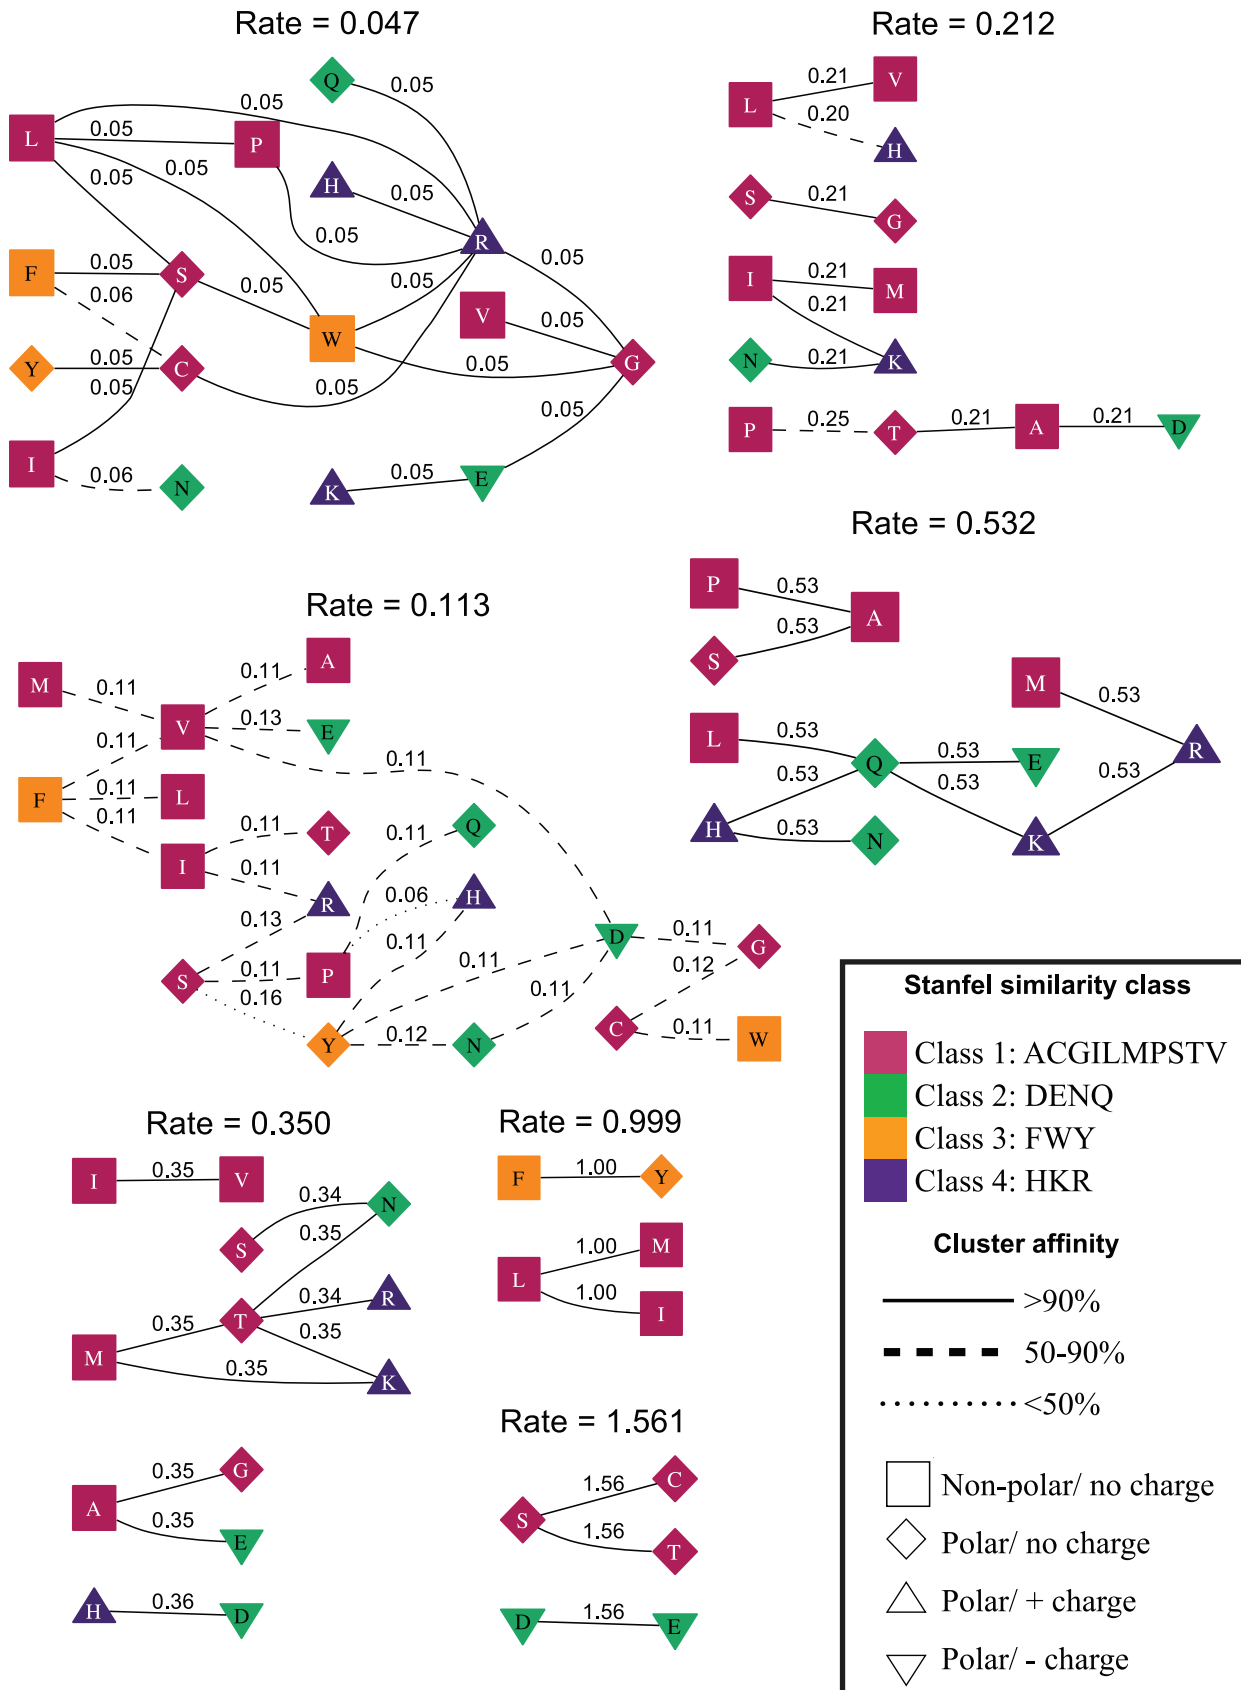 Rate = 0.047
Q
0.05
L
0.05
P
0.05
H
0.05
0.05
0.05
R
0.05
F
0.05
S
0.05
0.05
0.06
V
0.05
W
Y
0.05
C
0.05
G
0.05
0.05
0.05
I
0.06
N
K
0.05
E
Rate = 0.212
L
0.21
V
0.20
H
S
0.21
G
I
0.21
M
0.21
N
0.21
K
P
0.25
T
0.21
A
0.21
D
Rate = 0.532
P
0.53
A
0.53
S
M
0.53
L
0.53
Q
0.53
E
R
0.53
0.53
0.53
H
0.53
N
K
Rate = 0.113
M
0.11
0.11
A
V
0.13
E
0.11
0.11
F
0.11
L
0.11
I
0.11
T
0.11
Q
0.11
R
0.06
H
0.13
S
0.11
P
0.11
0.11
D
0.11
G
0.16
0.12
0.11
Y
0.12
N
C
0.11
W
Rate = 0.350
I
0.35
V
0.34
N
S
0.35
0.34
R
0.35
T
0.35
M
0.35
K
A
0.35
G
0.35
E
H
0.36
D
Rate = 0.999
F
1.00
Y
L
1.00
M
1.00
I
Rate = 1.561
S
1.56
C
1.56
T
D
1.56
E
Stanfel similarity class
Class 1: ACGILMPSTV
Class 2: DENQ
Class 3: FWY
Class 4: HKR
Cluster affinity
>90%
50-90%
<50%
Non-polar/ no charge
Polar/ no charge
Polar/ + charge
Polar/ - charge